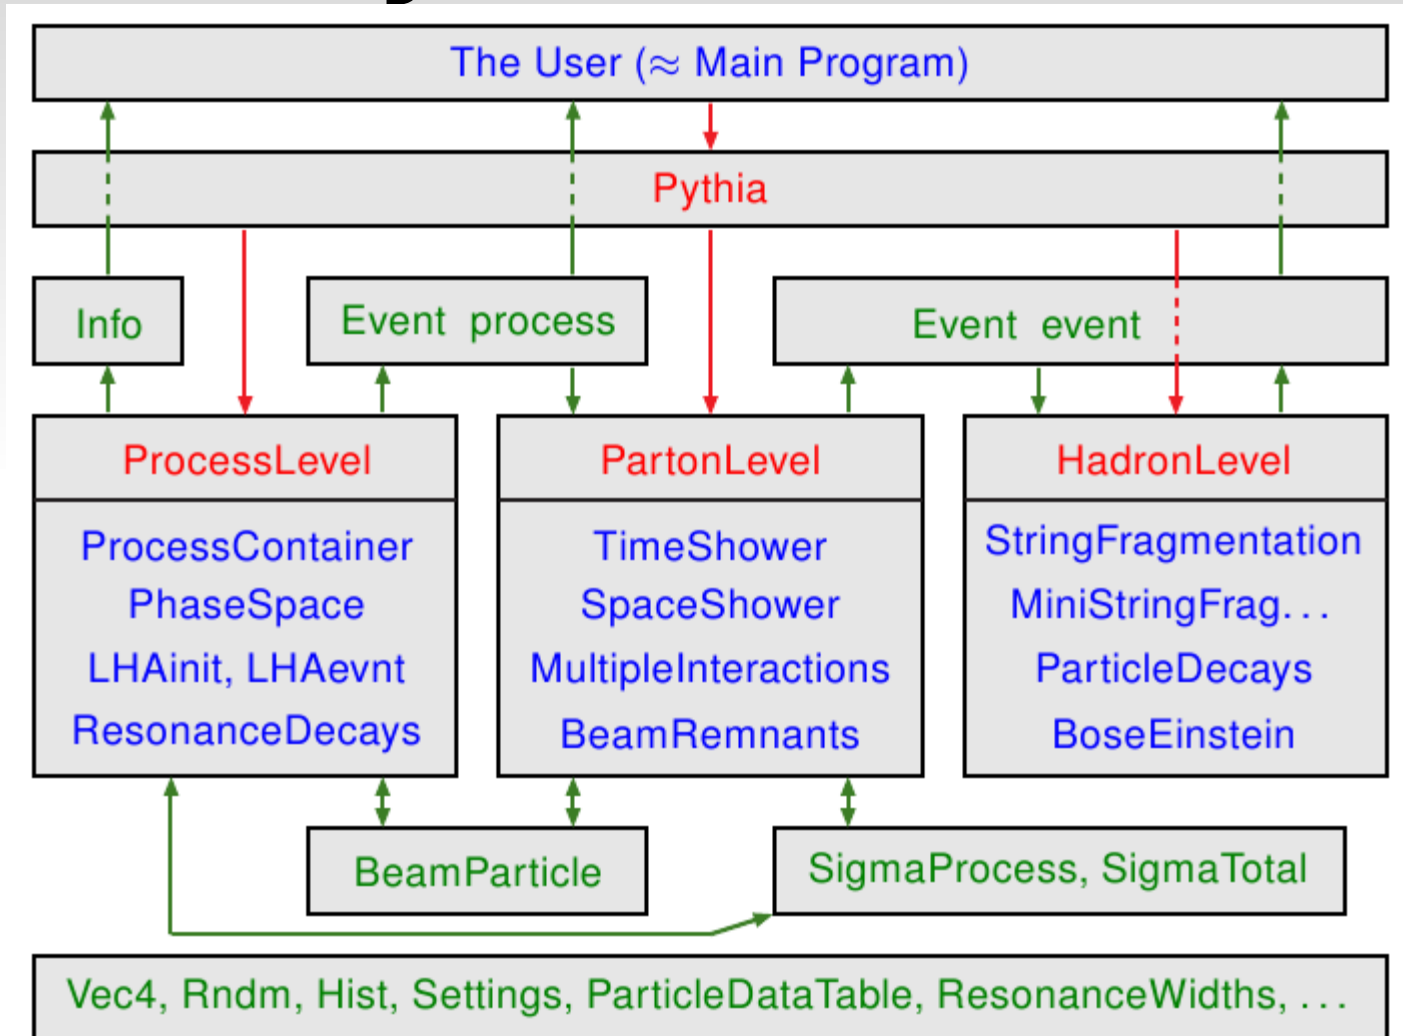 The User (≈ Main Program)
Pythia
Info
Event process
Event event
ProcessLevel
ProcessContainer
PhaseSpace
LHAinit, LHAevnt
ResonanceDecays
PartonLevel
TimeShower
SpaceShower
MultipleInteractions
BeamRemnants
HadronLevel
StringFragmentation
MiniStringFrag...
ParticleDecays
BoseEinstein
BeamParticle
SigmaProcess, SigmaTotal
Vec4, Rndm, Hist, Settings, ParticleDataTable, ResonanceWidths, ...